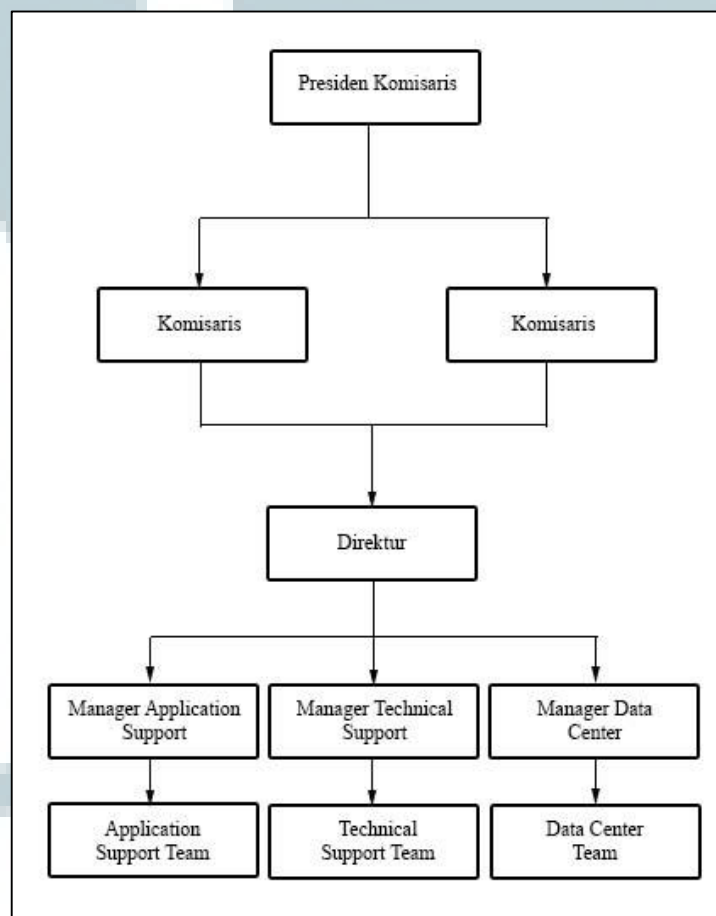 Presiden Komisaris
Komisaris
Komisaris
Direktur
Manager Application
Support
Manager Technical
Support
Manager Data
Center
Application
Support Team
Technical
Support Team
Data Center
Team